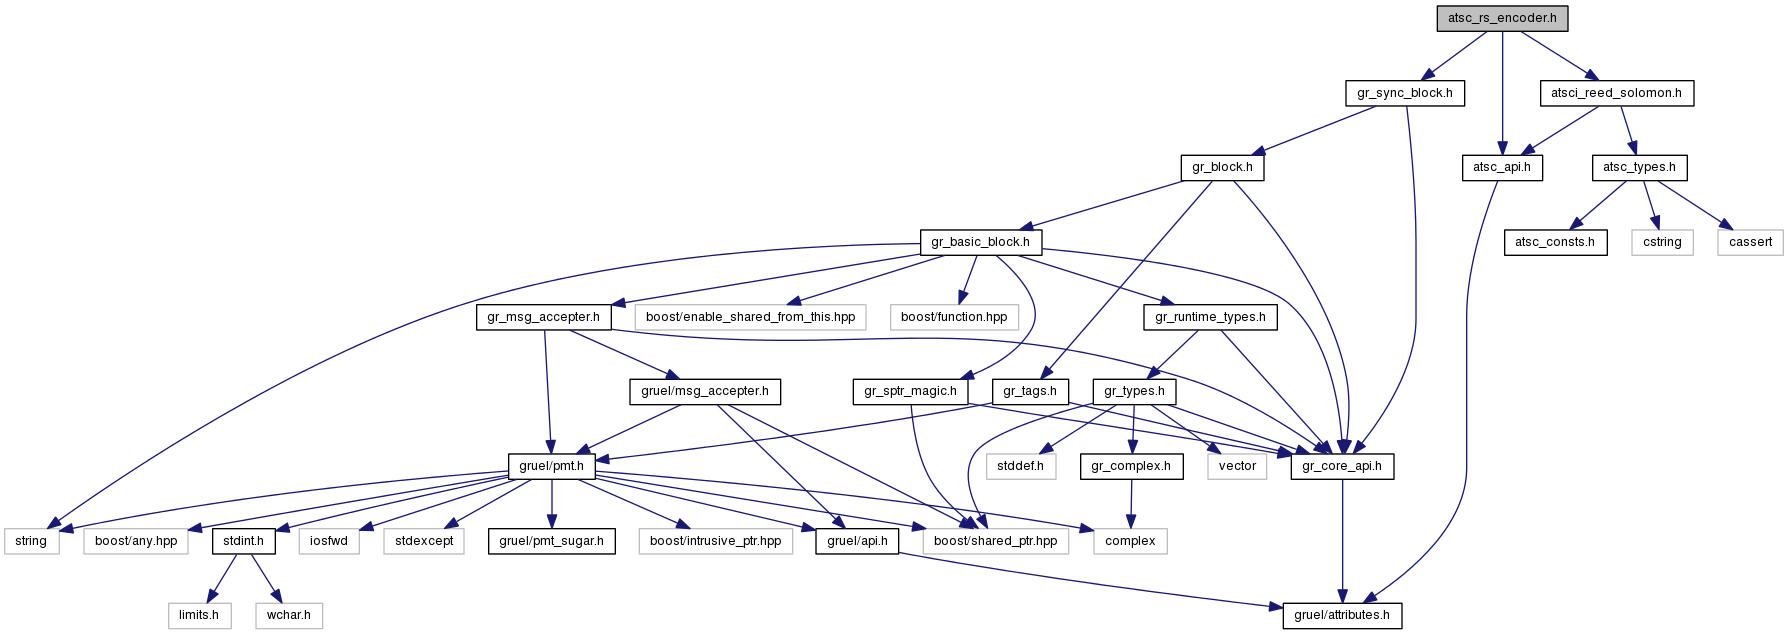 atsc_rs_encoder.h
gr_sync_block.h
atsci_reed_solomon.h
gr_block.h
atsc_api.h
atsc_types.h
gr_basic_block.h
atsc_consts.h
cstring
cassert
gr_msg_accepter.h
boost/enable_shared_from_this.hpp
boost/function.hpp
gr_runtime_types.h
gruel/msg_accepter.h
gr_sptr_magic.h
gr_tags.h
gr_types.h
gruel/pmt.h
stddef.h
gr_complex.h
vector
gr_core_api.h
string
boost/any.hpp
stdint.h
iosfwd
stdexcept
gruel/pmt_sugar.h
boost/intrusive_ptr.hpp
gruel/api.h
boost/shared_ptr.hpp
complex
limits.h
wchar.h
gruel/attributes.h